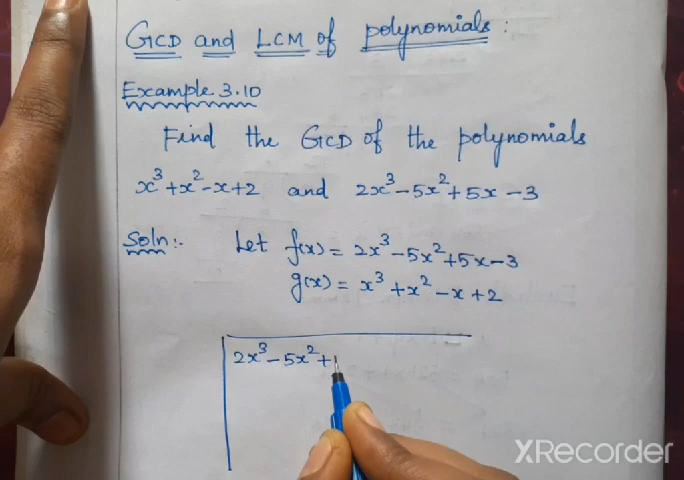 GCD and LCM of polynomials:
Example 3.10
Find the GCD of the polynomials
x³+x²-x+2 and 2x³-5x²+5x-3
Soln:- Let f(x) = 2x³-5x²+5x-3
g(x) = x³+x²-x+2
2x³-5x²+
XRecorder